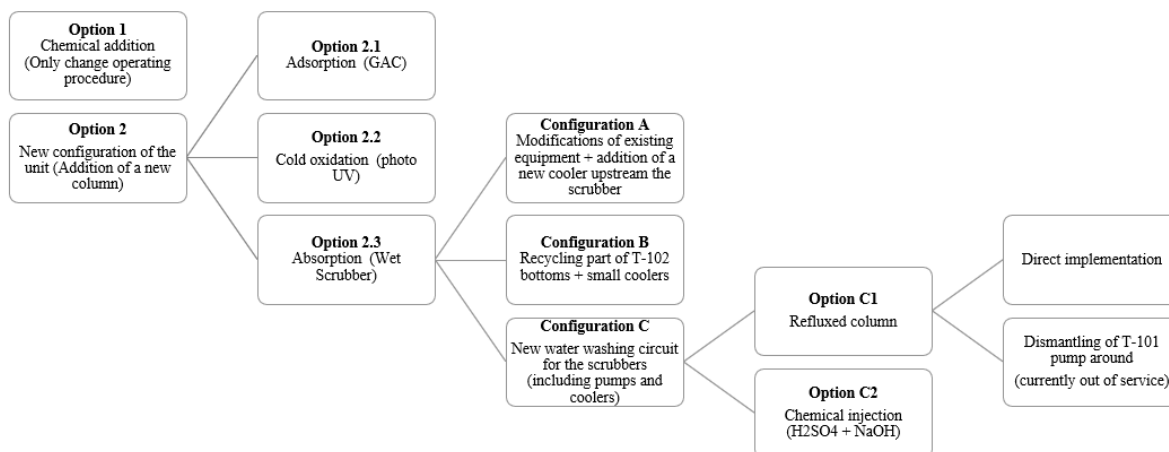 Option 1
Chemical addition
(Only change operating
procedure)
Option 2
New configuration of the
unit (Addition of a new
column)
Option 2.1
Adsorption (GAC)
Option 2.2
Cold oxidation (photo
UV)
Option 2.3
Absorption (Wet
Scrubber)
Configuration A
Modifications of existing
equipment + addition of a
new cooler upstream the
scrubber
Configuration B
Recycling part of T-102
bottoms + small coolers
Configuration C
New water washing circuit
for the scrubbers
(including pumps and
coolers)
Option C1
Refluxed column
Option C2
Chemical injection
(H2SO4 + NaOH)
Direct implementation
Dismantling of T-101
pump around
(currently out of service)